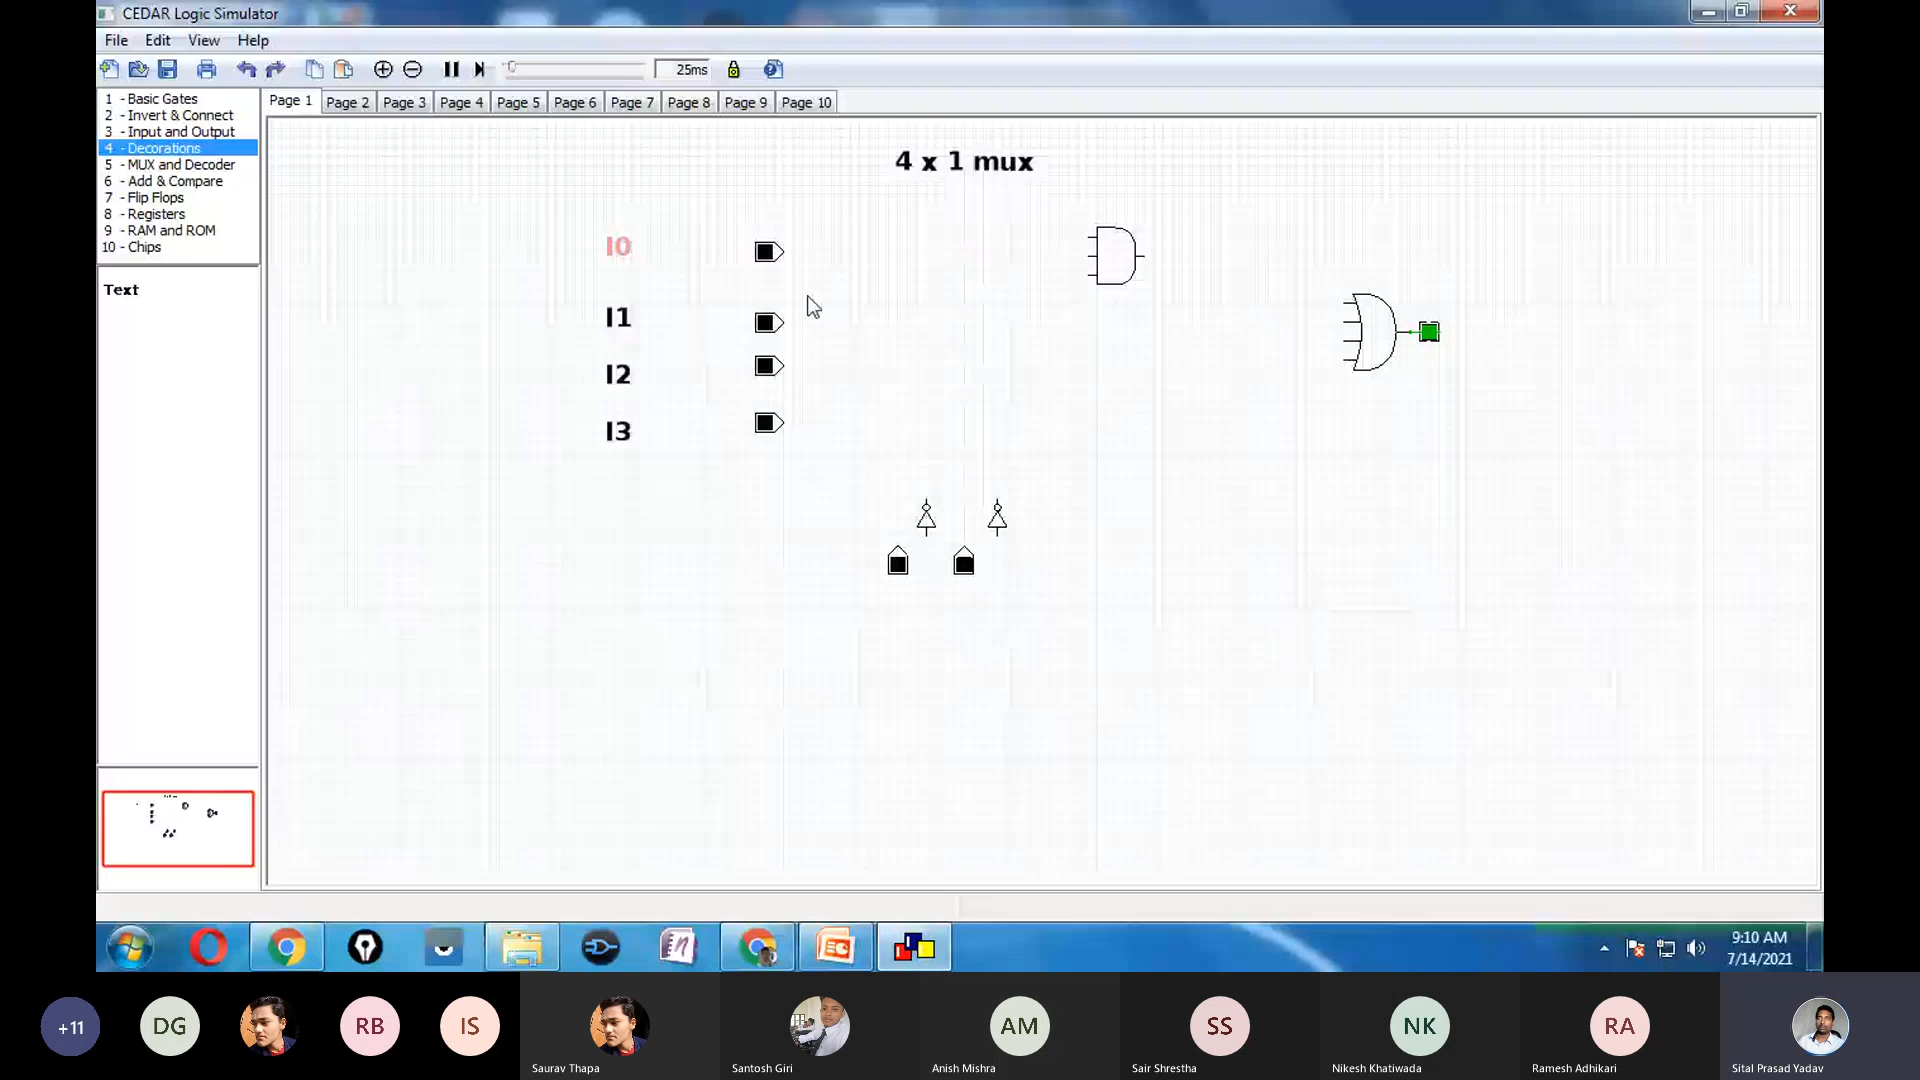 CEDAR Logic Simulator
File Edit View Help
25ms
1 - Basic Gates
2 - Invert & Connect
3 - Input and Output
4 - Decorations
5 - MUX and Decoder
6 - Add & Compare
7 - Flip Flops
8 - Registers
9 - RAM and ROM
10 - Chips
Page 1 Page 2 Page 3 Page 4 Page 5 Page 6 Page 7 Page 8 Page 9 Page 10
Text
4 x 1 mux
I0
I1
I2
I3
9:10 AM
7/14/2021
+11 DG RB IS AM SS NK RA
Saurav Thapa Santosh Giri Anish Mishra Sair Shrestha Nikesh Khatiwada Ramesh Adhikari Sital Prasad Yadav